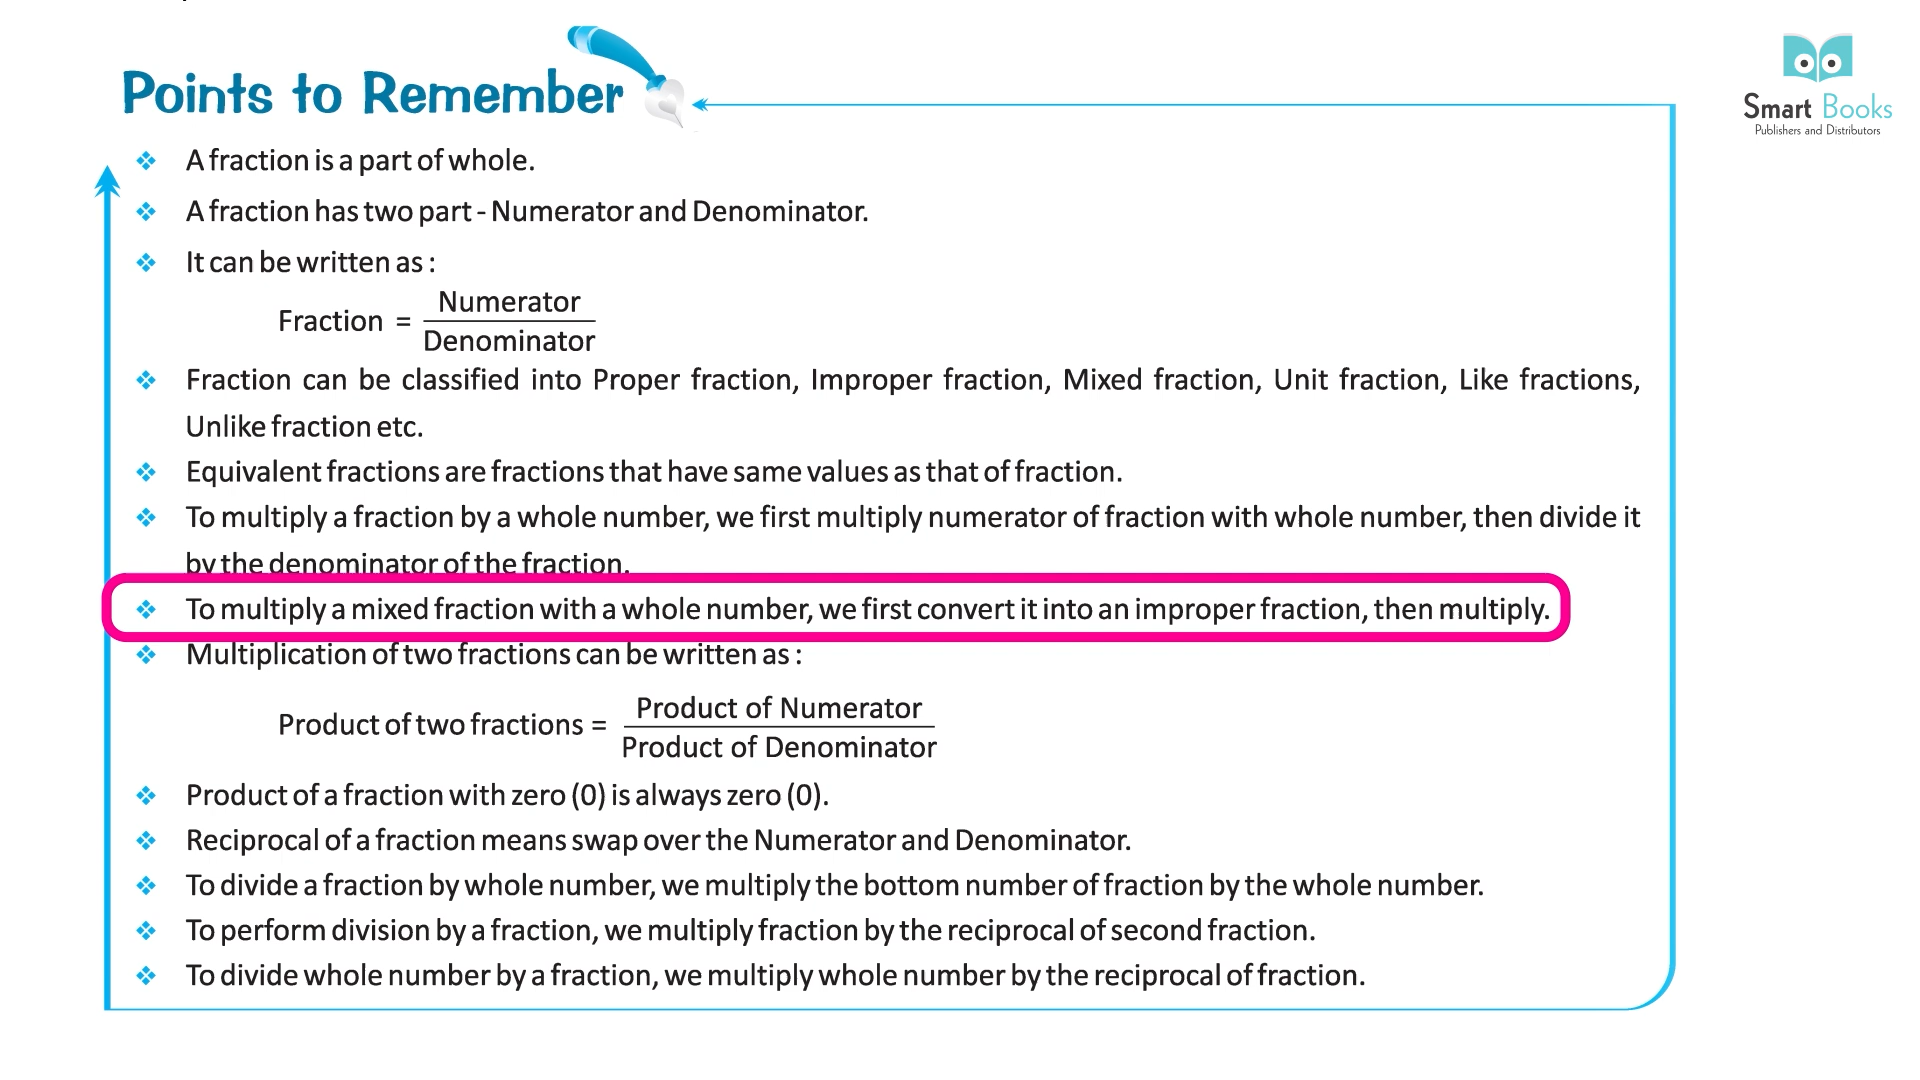 Points to Remember
Smart Books
Publishers and Distributors
❖ A fraction is a part of whole.
❖ A fraction has two part - Numerator and Denominator.
❖ It can be written as :
Numerator
Fraction =
Denominator
❖ Fraction can be classified into Proper fraction, Improper fraction, Mixed fraction, Unit fraction, Like fractions,
Unlike fraction etc.
❖ Equivalent fractions are fractions that have same values as that of fraction.
❖ To multiply a fraction by a whole number, we first multiply numerator of fraction with whole number, then divide it
by the denominator of the fraction.
❖ To multiply a mixed fraction with a whole number, we first convert it into an improper fraction, then multiply.
❖ Multiplication of two fractions can be written as :
Product of Numerator
Product of two fractions =
Product of Denominator
❖ Product of a fraction with zero (0) is always zero (0).
❖ Reciprocal of a fraction means swap over the Numerator and Denominator.
❖ To divide a fraction by whole number, we multiply the bottom number of fraction by the whole number.
❖ To perform division by a fraction, we multiply fraction by the reciprocal of second fraction.
❖ To divide whole number by a fraction, we multiply whole number by the reciprocal of fraction.